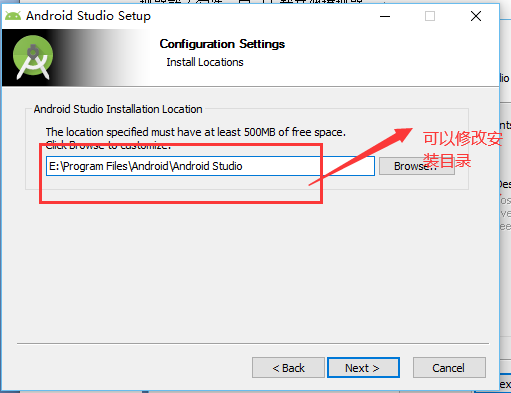 Android Studio Setup
Configuration Settings
Install Locations
Android Studio Installation Location
The location specified must have at least 500MB of free space.
Click Browse to customize:
E:\Program Files\Android\Android Studio
Browse..
可以修改安
装目录
< Back
Next >
Cancel